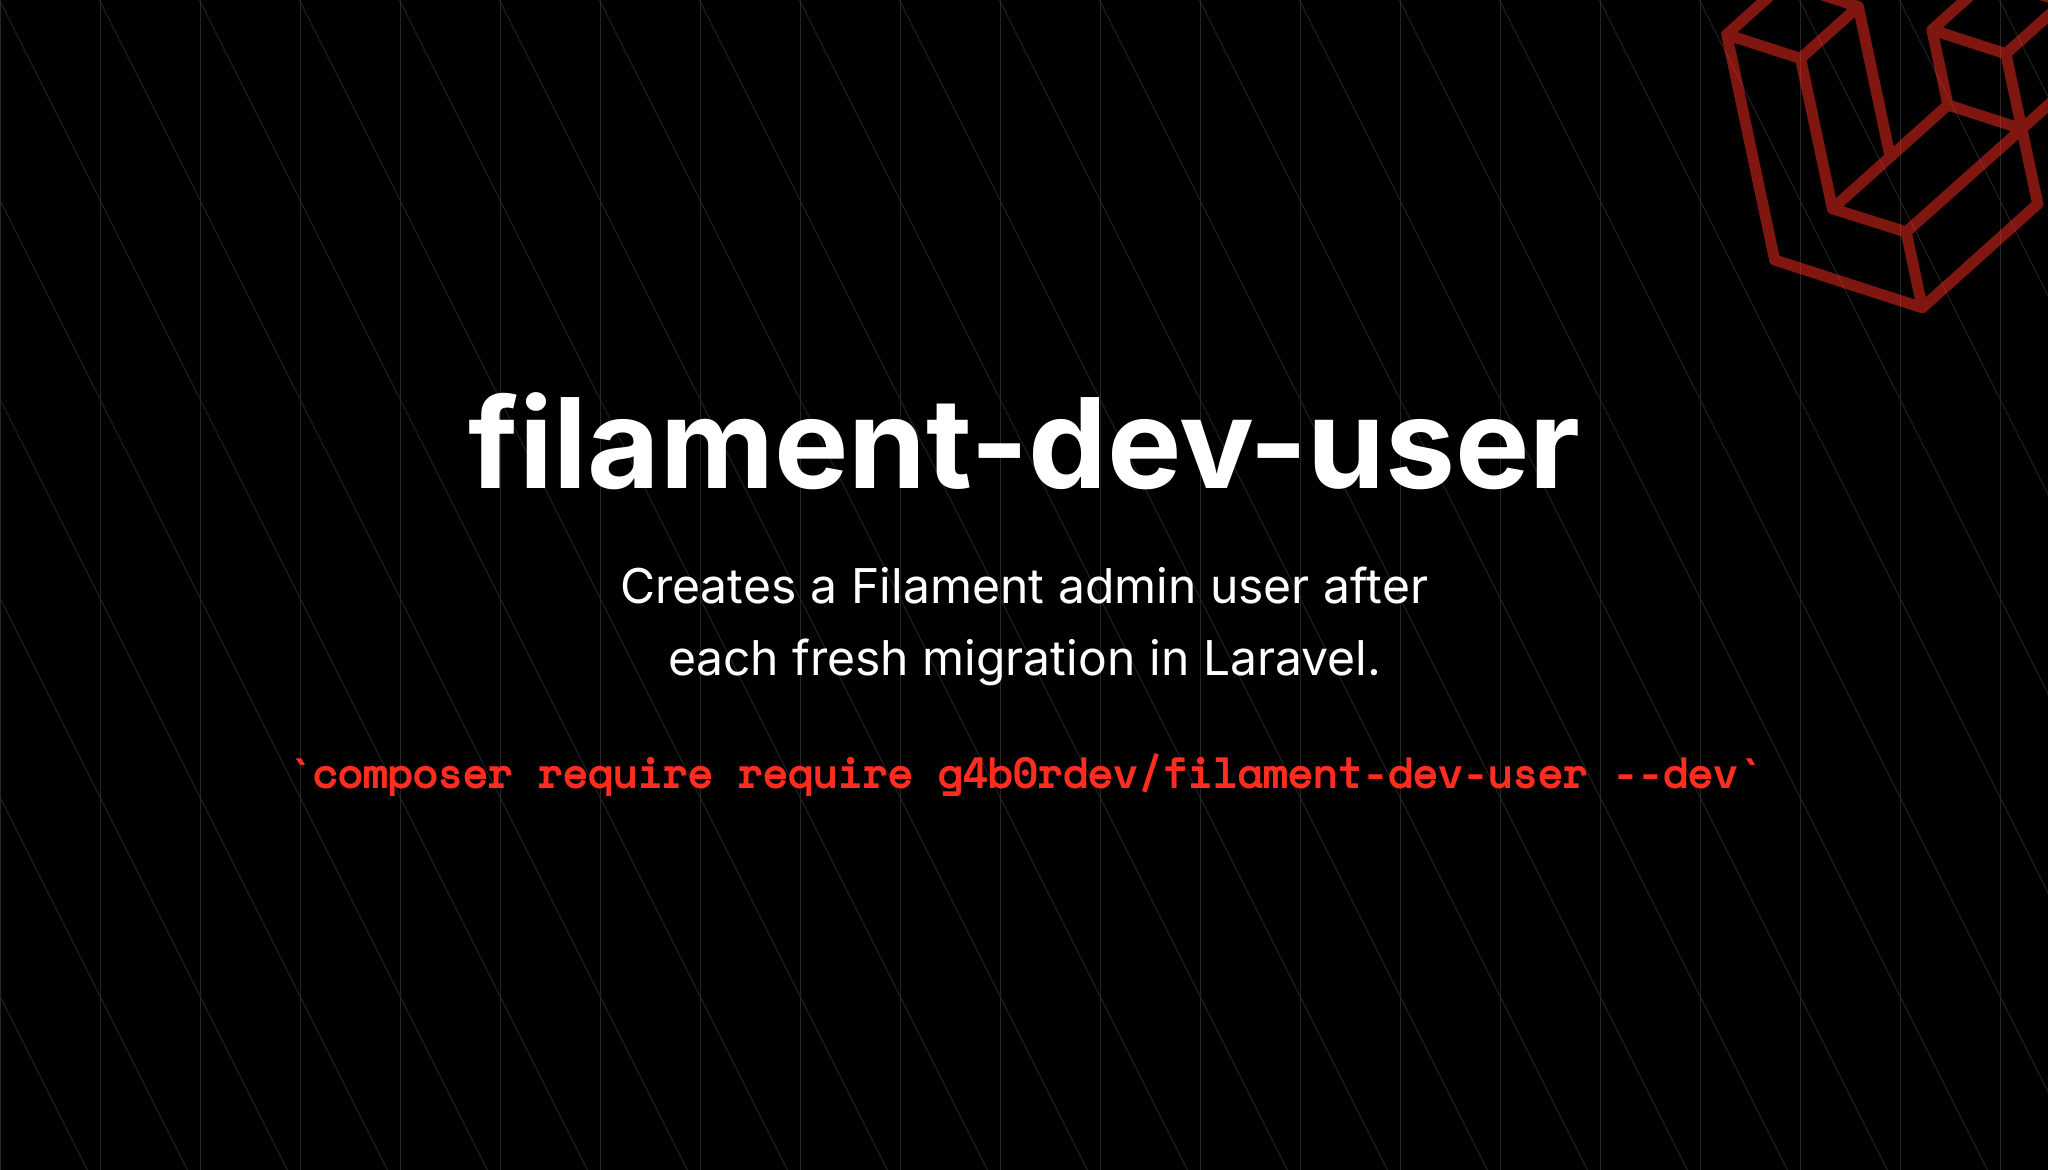 filament-dev-user
Creates a Filament admin user after
each fresh migration in Laravel.
`composer require require g4b0rdev/filament-dev-user --dev`